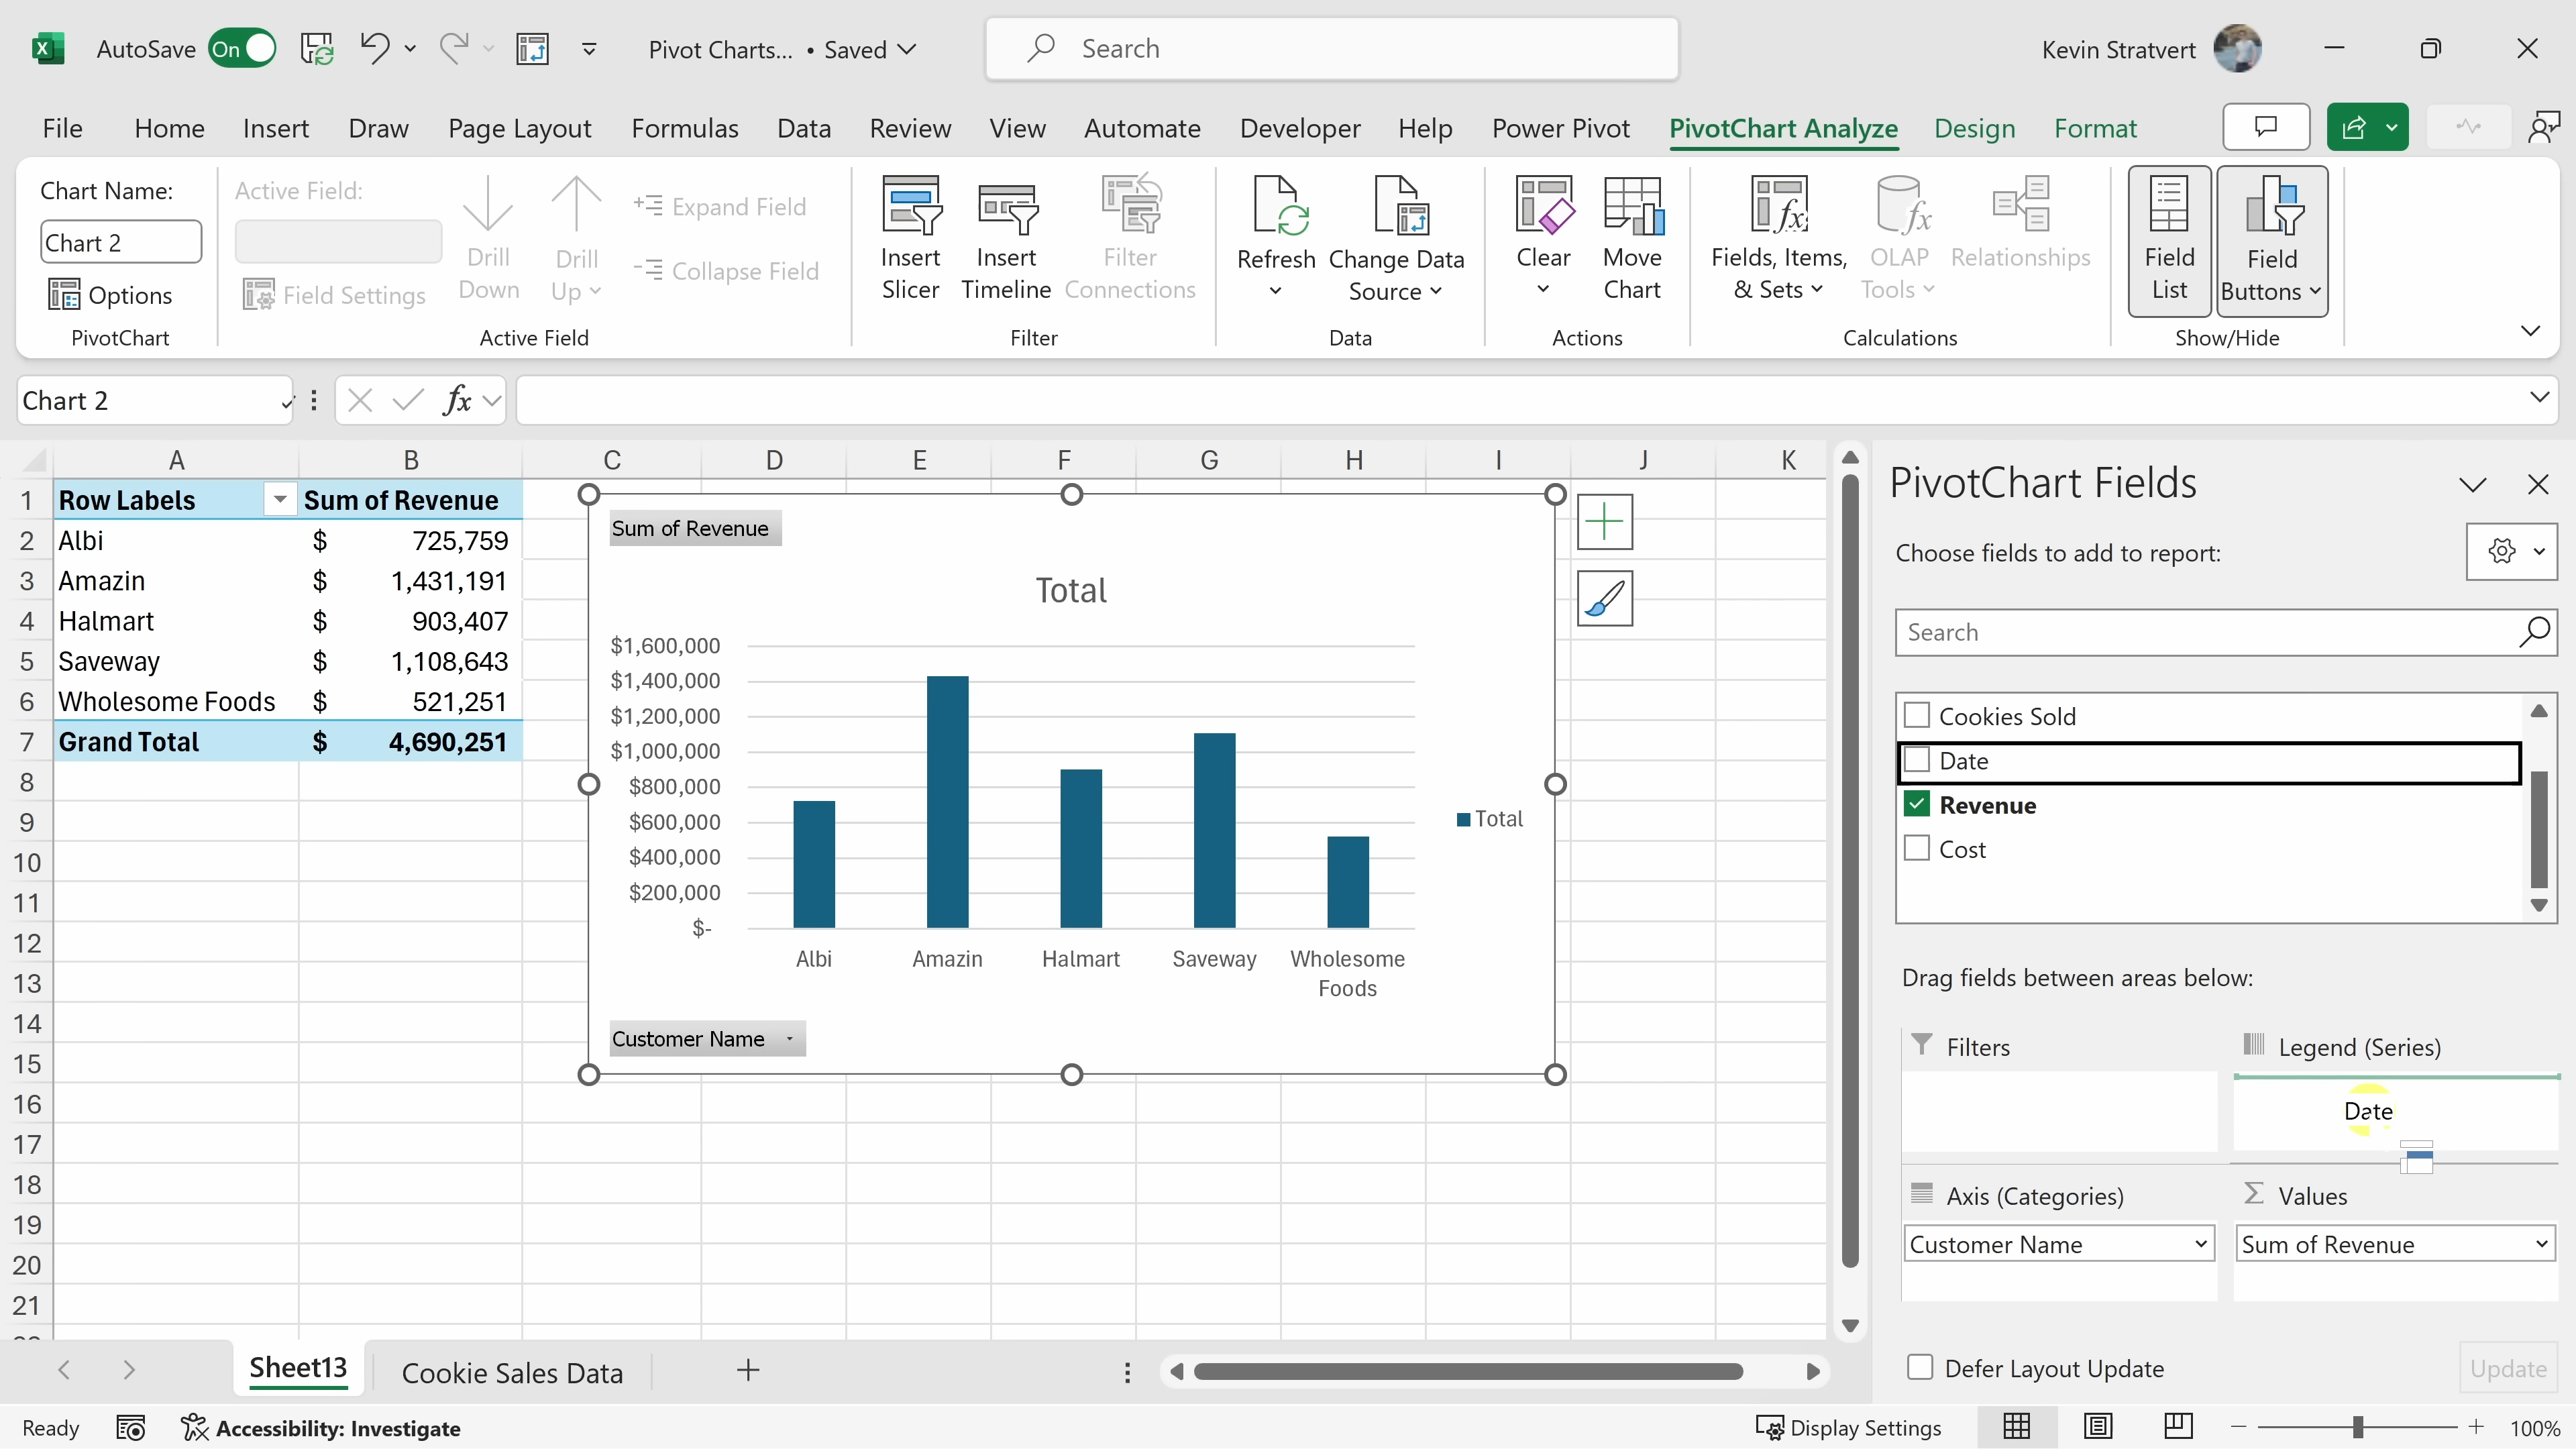 AutoSave On Pivot Charts... • Saved Search Kevin Stratvert
File Home Insert Draw Page Layout Formulas Data Review View Automate Developer Help Power Pivot PivotChart Analyze Design Format
Chart Name:
Chart 2
Options
PivotChart
Active Field:
Field Settings
Drill
Down
Drill
Up
Expand Field
Collapse Field
Active Field
Insert
Slicer
Insert
Timeline
Filter
Connections
Filter
Refresh
Change Data
Source
Data
Clear
Move
Chart
Actions
Fields, Items,
& Sets
OLAP
Tools
Relationships
Calculations
Field
List
Field
Buttons
Show/Hide
Chart 2 fx
A B C D E F G H I J K
1 Row Labels Sum of Revenue
2 Albi $ 725,759
3 Amazin $ 1,431,191
4 Halmart $ 903,407
5 Saveway $ 1,108,643
6 Wholesome Foods $ 521,251
7 Grand Total $ 4,690,251
8
9
10
11
12
13
14
15
16
17
18
19
20
21
Sum of Revenue
Total
$1,600,000
$1,400,000
$1,200,000
$1,000,000
$800,000
$600,000
$400,000
$200,000
$-
Albi Amazin Halmart Saveway Wholesome
Foods
Total
Customer Name
PivotChart Fields
Choose fields to add to report:
Search
Cookies Sold
Date
Revenue
Cost
Drag fields between areas below:
Filters Legend (Series)
Date
Axis (Categories) Values
Customer Name Sum of Revenue
Defer Layout Update Update
Sheet13 Cookie Sales Data
Ready Accessibility: Investigate Display Settings 100%